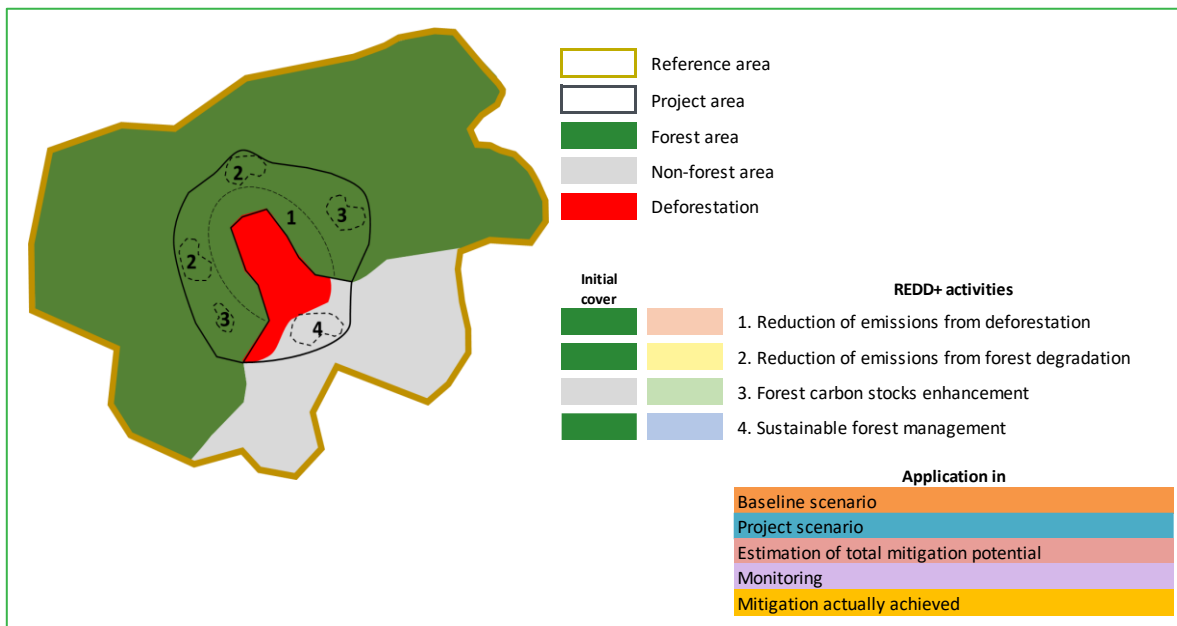 Reference area
Project area
Forest area
Non-forest area
Deforestation
2
1
3
2
3
4
Initial
cover
REDD+ activities
1. Reduction of emissions from deforestation
2. Reduction of emissions from forest degradation
3. Forest carbon stocks enhancement
4. Sustainable forest management
Application in
Baseline scenario
Project scenario
Estimation of total mitigation potential
Monitoring
Mitigation actually achieved